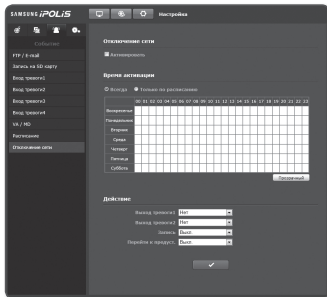 SAMSUNG iPOLiS
Настройка
Событие
FTP / E-mail
Запись на SD карту
Вход тревоги1
Вход тревоги2
Вход тревоги3
Вход тревоги4
VA / MD
Расписание
Отключение сети
Отключение сети
Активировать
Время активации
Всегда Только по расписанию
00 01 02 03 04 05 06 07 08 09 10 11 12 13 14 15 16 17 18 19 20 21 22 23
Воскресенье
Понедельник
Вторник
Среда
Четверг
Пятница
Суббота
Прозрачный
Действие
Выход тревоги1 Нет
Выход тревоги2 Нет
Запись Выкл
Перейти к предус. Выкл